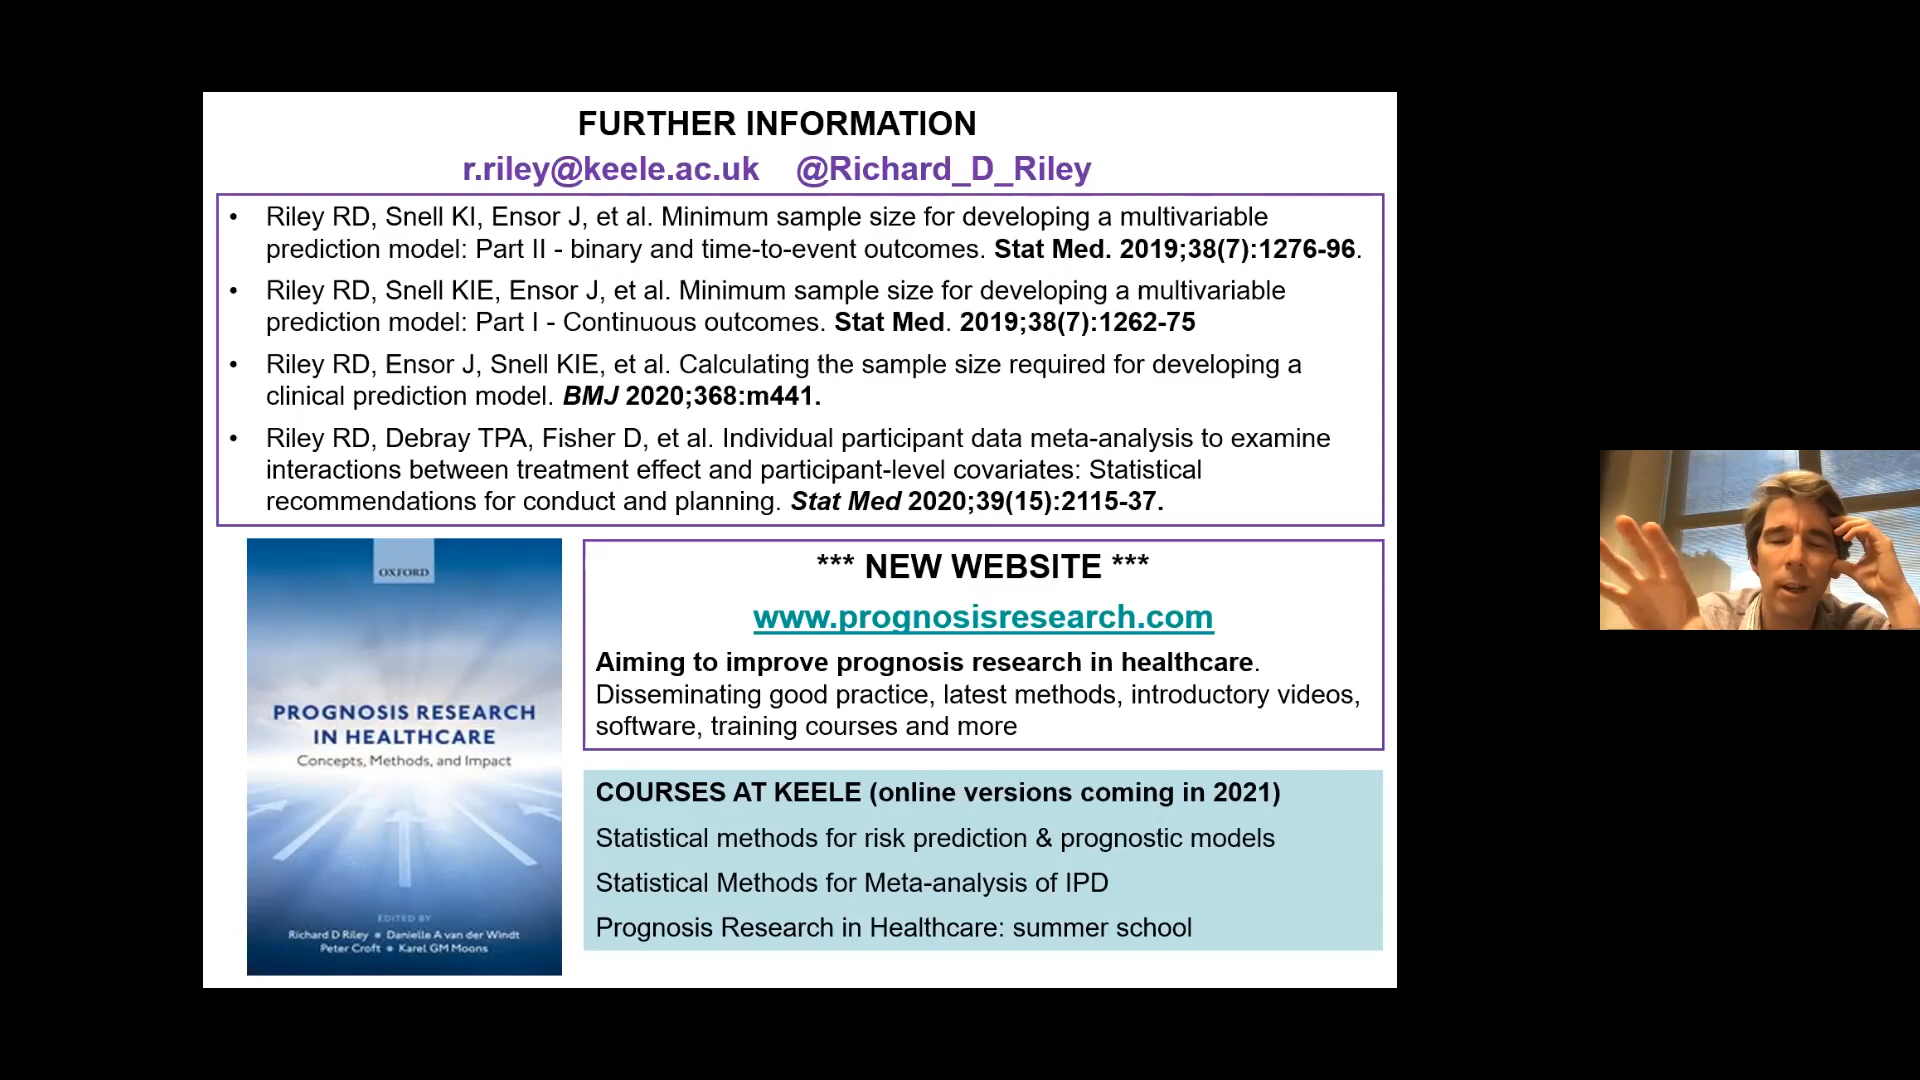 FURTHER INFORMATION
r.riley@keele.ac.uk @Richard_D_Riley
• Riley RD, Snell KI, Ensor J, et al. Minimum sample size for developing a multivariable
prediction model: Part II - binary and time-to-event outcomes. Stat Med. 2019;38(7):1276-96.
• Riley RD, Snell KIE, Ensor J, et al. Minimum sample size for developing a multivariable
prediction model: Part I - Continuous outcomes. Stat Med. 2019;38(7):1262-75
• Riley RD, Ensor J, Snell KIE, et al. Calculating the sample size required for developing a
clinical prediction model. BMJ 2020;368:m441.
• Riley RD, Debray TPA, Fisher D, et al. Individual participant data meta-analysis to examine
interactions between treatment effect and participant-level covariates: Statistical
recommendations for conduct and planning. Stat Med 2020;39(15):2115-37.
OXFORD
PROGNOSIS RESEARCH
IN HEALTHCARE
Concepts, Methods, and Impact
EDITED BY
Richard D Riley • Danielle A van der Windt
Peter Croft • Karel GM Moons
*** NEW WEBSITE ***
www.prognosisresearch.com
Aiming to improve prognosis research in healthcare.
Disseminating good practice, latest methods, introductory videos,
software, training courses and more
COURSES AT KEELE (online versions coming in 2021)
Statistical methods for risk prediction & prognostic models
Statistical Methods for Meta-analysis of IPD
Prognosis Research in Healthcare: summer school